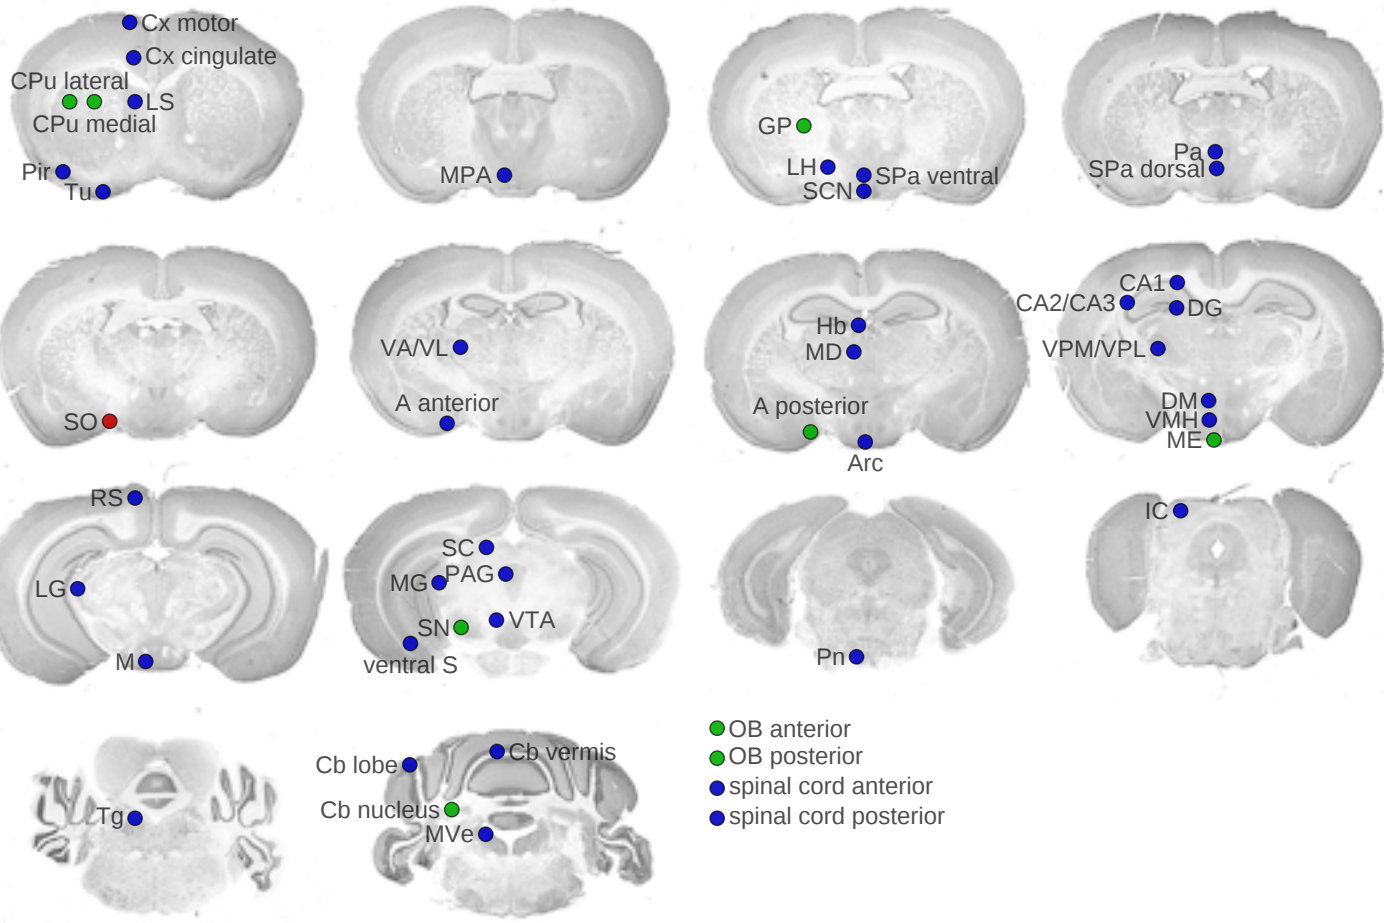 Cx motor
Cx cingulate
CPu lateral
LS
CPu medial
Pir
Tu
MPA
GP
LH
SPa ventral
SCN
Pa
SPa dorsal
SO
VA/VL
A anterior
Hb
MD
A posterior
Arc
CA1
CA2/CA3
DG
VPM/VPL
DM
VMH
ME
RS
LG
M
SC
MG
PAG
SN
VTA
ventral S
Pn
IC
Tg
Cb lobe
Cb vermis
Cb nucleus
MVe
OB anterior
OB posterior
spinal cord anterior
spinal cord posterior